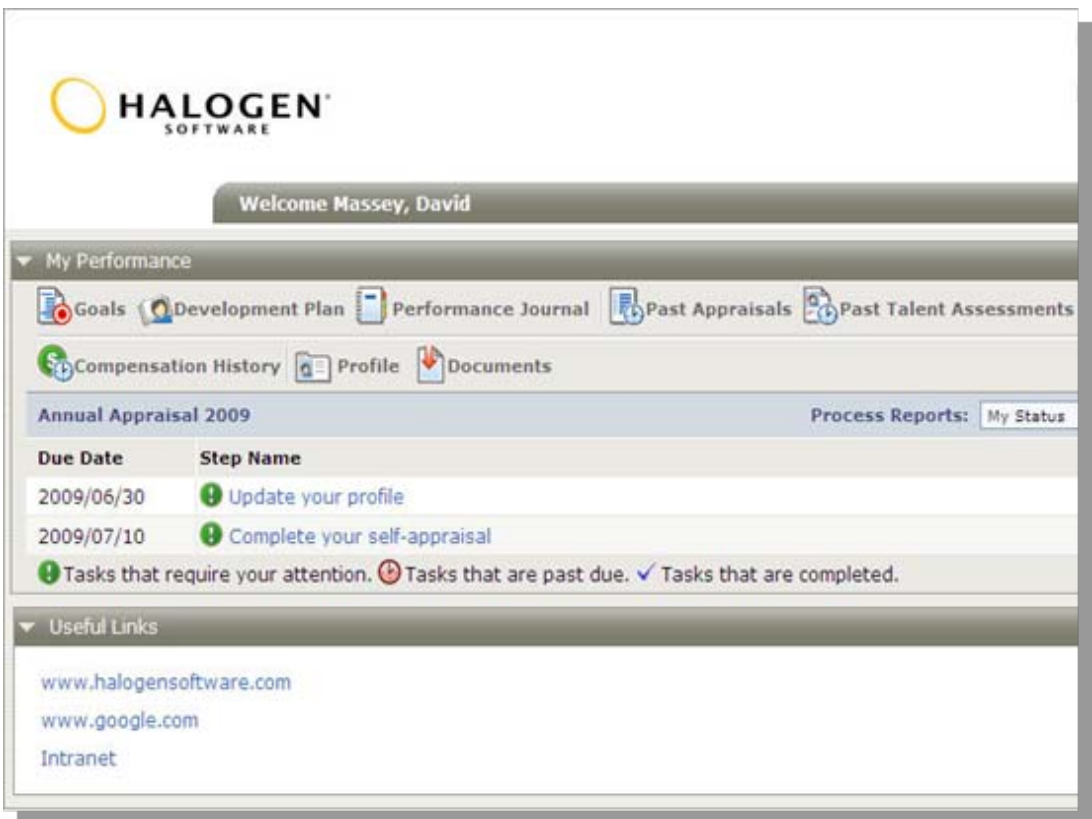 HALOGEN
SOFTWARE
Welcome Massey, David
My Performance
Goals Development Plan Performance Journal Past Appraisals Past Talent Assessments
Compensation History Profile Documents
Annual Appraisal 2009 Process Reports: My Status
Due Date Step Name
2009/06/30 Update your profile
2009/07/10 Complete your self-appraisal
Tasks that require your attention. Tasks that are past due. ✓ Tasks that are completed.
Useful Links
www.halogensoftware.com
www.google.com
Intranet